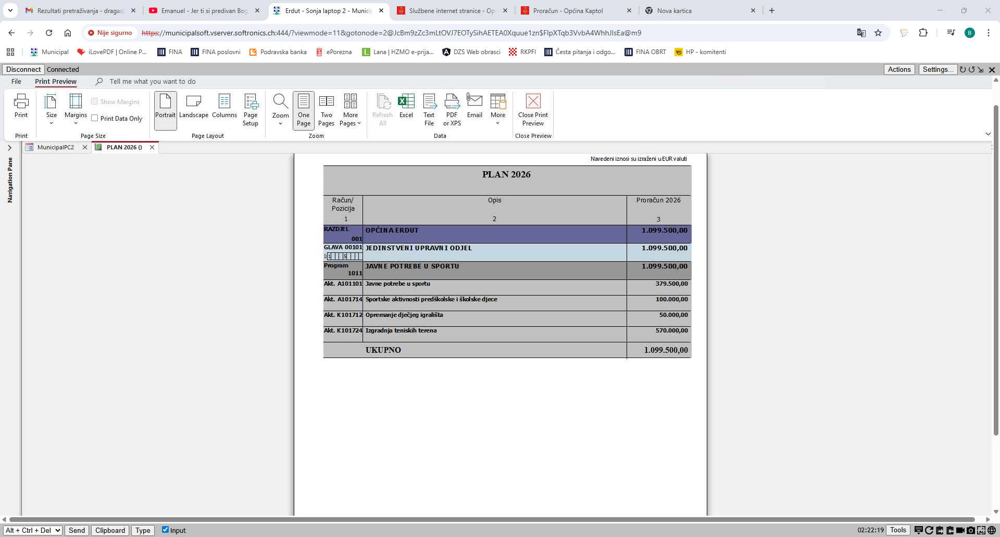 Rezultati pretraživanja - dragas
Emanuel - Jer ti si predivan Bog
Erdut - Sonja laptop 2 - Municip
Službene internet stranice - Op
Proračun - Općina Kaptol
Nova kartica
Nije sigurno
https://municipalsoft.vserver.softronics.ch:444/?viewmode=11&gotonode=2@JcBm9zZc3mLtOVJ7EOTySihAETEA0Xquue1zn$FIpXTqb3VvbA4WhhJIsEa@m9
B
Municipal
iLovePDF | Online P...
FINA
FINA poslovni
Podravska banka
ePorezna
Lana | HZMO e-prija...
DZS Web obrasci
RKPFI
Česta pitanja i odgo...
FINA OBRT
HP - komitenti
Disconnect Connected
Actions
Settings...
File
Print Preview
Tell me what you want to do
Print
Size
Margins
Show Margins
Print Data Only
Portrait
Landscape
Columns
Page Setup
Zoom
One Page
Two Pages
More Pages
Refresh All
Excel
Text File
PDF or XPS
Email
More
Close Print Preview
Print
Page Size
Page Layout
Zoom
Data
Close Preview
MunicipalPC2
PLAN 2026 ()
Navigation Pane
Navedeni iznosi su izraženi u EUR valuti
PLAN 2026
Račun/ Pozicija
Opis
Proračun 2026
1 2 3
RAZDJEL 001 OPĆINA ERDUT 1.099.500,00
GLAVA 00101 JEDINSTVENI UPRAVNI ODJEL 1.099.500,00
I: 1 5
Program 1011 JAVNE POTREBE U SPORTU 1.099.500,00
Akt. A101101 Javne potrebe u sportu 379.500,00
Akt. A101714 Sportske aktivnosti predškolske i školske djece 100.000,00
Akt. K101712 Opremanje dječjeg igrališta 50.000,00
Akt. K101724 Izgradnja teniskih terena 570.000,00
UKUPNO 1.099.500,00
Alt + Ctrl + Del
Send
Clipboard
Type
Input
02:22:19
Tools